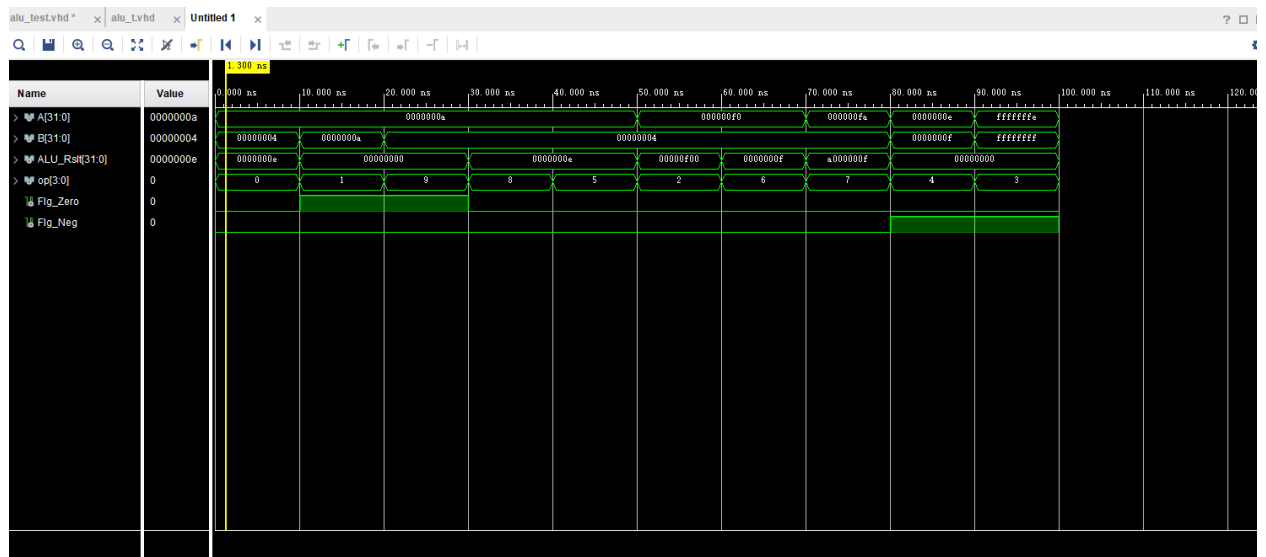 alu_test.vhd * × alu_t.vhd × Untitled 1 ×
1.300 ns
Name Value 0.000 ns 10.000 ns 20.000 ns 30.000 ns 40.000 ns 50.000 ns 60.000 ns 70.000 ns 80.000 ns 90.000 ns 100.000 ns 110.000 ns 120.00
A[31:0] 0000000a 0000000a 000000f0 000000fa 0000000e fffffffe
B[31:0] 00000004 00000004 0000000a 00000004 0000000f ffffffff
ALU_Rslt[31:0] 0000000e 0000000e 00000000 0000000e 00000f00 0000000f a000000f 00000000
op[3:0] 0 0 1 9 8 5 2 6 7 4 3
Flg_Zero 0
Flg_Neg 0